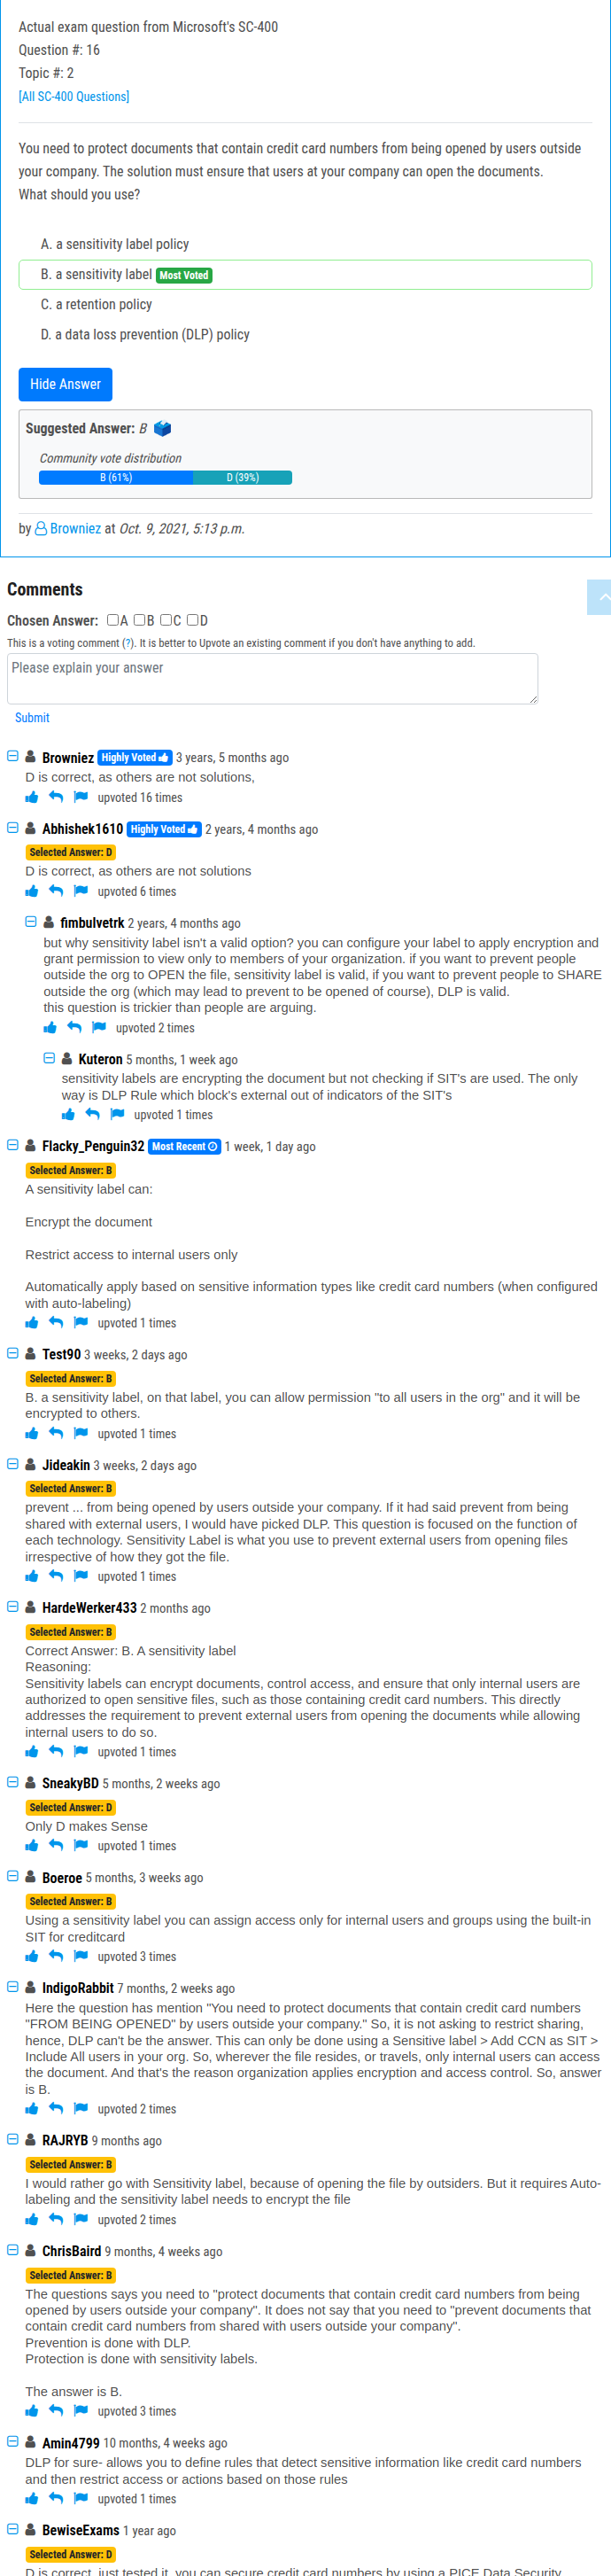 Actual exam question from Microsoft's SC-400
Question #: 16
Topic #: 2
[All SC-400 Questions]
You need to protect documents that contain credit card numbers from being opened by users outside
your company. The solution must ensure that users at your company can open the documents.
What should you use?
A. a sensitivity label policy
B. a sensitivity label Most Voted
C. a retention policy
D. a data loss prevention (DLP) policy
Hide Answer
Suggested Answer: B
Community vote distribution
B (61%) D (39%)
by Browniez at Oct. 9, 2021, 5:13 p.m.
Comments
Chosen Answer: A B C D
This is a voting comment (?). It is better to Upvote an existing comment if you don't have anything to add.
Please explain your answer
Submit
Browniez Highly Voted 3 years, 5 months ago
D is correct, as others are not solutions,
upvoted 16 times
Abhishek1610 Highly Voted 2 years, 4 months ago
Selected Answer: D
D is correct, as others are not solutions
upvoted 6 times
fimbulvetrk 2 years, 4 months ago
but why sensitivity label isn't a valid option? you can configure your label to apply encryption and
grant permission to view only to members of your organization. if you want to prevent people
outside the org to OPEN the file, sensitivity label is valid, if you want to prevent people to SHARE
outside the org (which may lead to prevent to be opened of course), DLP is valid.
this question is trickier than people are arguing.
upvoted 2 times
Kuteron 5 months, 1 week ago
sensitivity labels are encrypting the document but not checking if SIT's are used. The only
way is DLP Rule which block's external out of indicators of the SIT's
upvoted 1 times
Flacky_Penguin32 Most Recent 1 week, 1 day ago
Selected Answer: B
A sensitivity label can:
Encrypt the document
Restrict access to internal users only
Automatically apply based on sensitive information types like credit card numbers (when configured
with auto-labeling)
upvoted 1 times
Test90 3 weeks, 2 days ago
Selected Answer: B
B. a sensitivity label, on that label, you can allow permission "to all users in the org" and it will be
encrypted to others.
upvoted 1 times
Jideakin 3 weeks, 2 days ago
Selected Answer: B
prevent ... from being opened by users outside your company. If it had said prevent from being
shared with external users, I would have picked DLP. This question is focused on the function of
each technology. Sensitivity Label is what you use to prevent external users from opening files
irrespective of how they got the file.
upvoted 1 times
HardeWerker433 2 months ago
Selected Answer: B
Correct Answer: B. A sensitivity label
Reasoning:
Sensitivity labels can encrypt documents, control access, and ensure that only internal users are
authorized to open sensitive files, such as those containing credit card numbers. This directly
addresses the requirement to prevent external users from opening the documents while allowing
internal users to do so.
upvoted 1 times
SneakyBD 5 months, 2 weeks ago
Selected Answer: D
Only D makes Sense
upvoted 1 times
Boeroe 5 months, 3 weeks ago
Selected Answer: B
Using a sensitivity label you can assign access only for internal users and groups using the built-in
SIT for creditcard
upvoted 3 times
IndigoRabbit 7 months, 2 weeks ago
Here the question has mention "You need to protect documents that contain credit card numbers
"FROM BEING OPENED" by users outside your company." So, it is not asking to restrict sharing,
hence, DLP can't be the answer. This can only be done using a Sensitive label > Add CCN as SIT >
Include All users in your org. So, wherever the file resides, or travels, only internal users can access
the document. And that's the reason organization applies encryption and access control. So, answer
is B.
upvoted 2 times
RAJRYB 9 months ago
Selected Answer: B
I would rather go with Sensitivity label, because of opening the file by outsiders. But it requires Auto-
labeling and the sensitivity label needs to encrypt the file
upvoted 2 times
ChrisBaird 9 months, 4 weeks ago
Selected Answer: B
The questions says you need to "protect documents that contain credit card numbers from being
opened by users outside your company". It does not say that you need to "prevent documents that
contain credit card numbers from shared with users outside your company".
Prevention is done with DLP.
Protection is done with sensitivity labels.
The answer is B.
upvoted 3 times
Amin4799 10 months, 4 weeks ago
DLP for sure- allows you to define rules that detect sensitive information like credit card numbers
and then restrict access or actions based on those rules
upvoted 1 times
BewiseExams 1 year ago
Selected Answer: D
D is correct, just tested it, you can secure credit card numbers by using a PICE Data Security